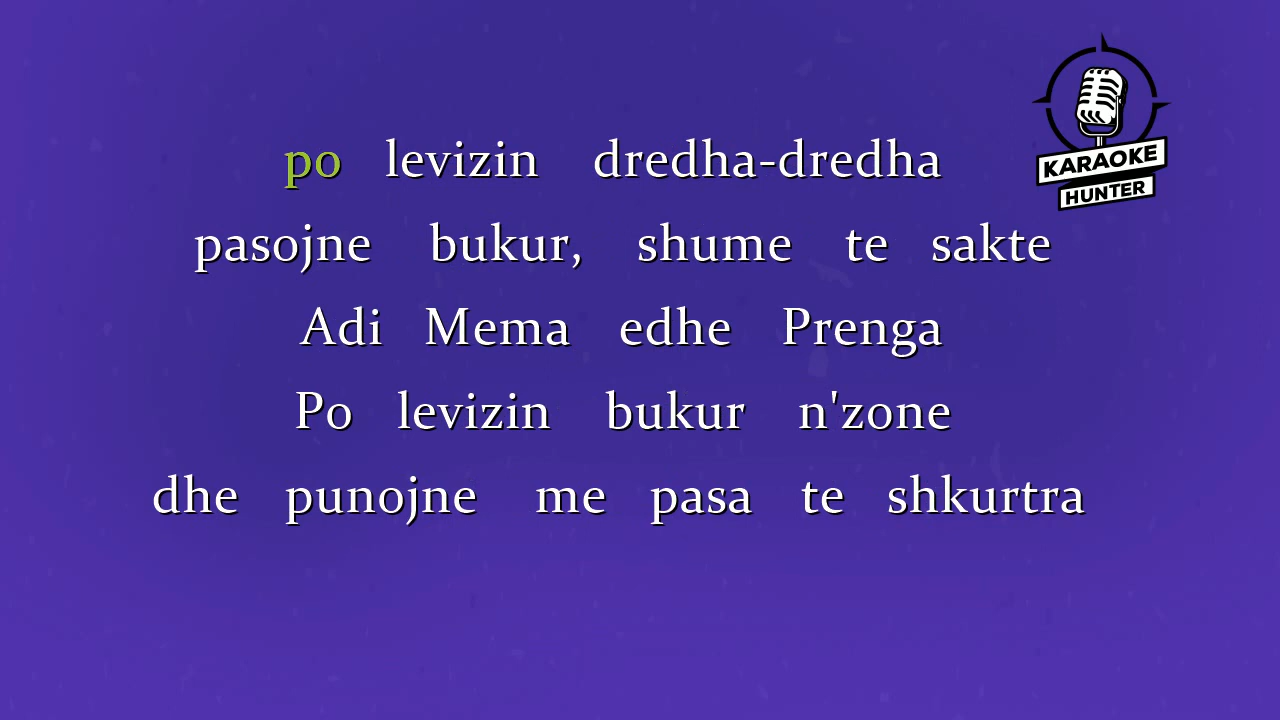 po levizin dredha-dredha
pasojne bukur, shume te sakte
Adi Mema edhe Prenga
Po levizin bukur n'zone
dhe punojne me pasa te shkurtra
KARAOKE
HUNTER